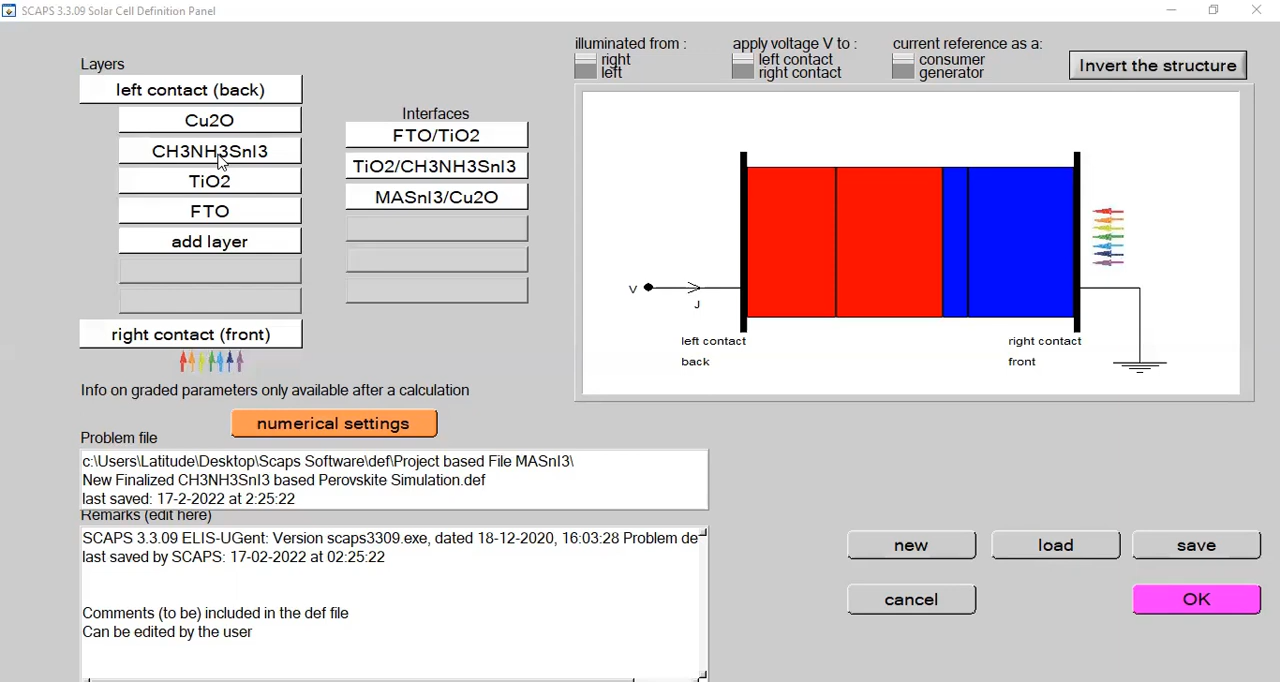 SCAPS 3.3.09 Solar Cell Definition Panel
Layers
left contact (back)
Cu2O
CH3NH3SnI3
TiO2
FTO
add layer
right contact (front)
Interfaces
FTO/TiO2
TiO2/CH3NH3SnI3
MASnI3/Cu2O
illuminated from :
right
left
apply voltage V to :
left contact
right contact
current reference as a:
consumer
generator
Invert the structure
V
J
left contact
back
right contact
front
Info on graded parameters only available after a calculation
numerical settings
Problem file
c:\Users\Latitude\Desktop\Scaps Software\def\Project based File MASnI3\
New Finalized CH3NH3SnI3 based Perovskite Simulation.def
last saved: 17-2-2022 at 2:25:22
Remarks (edit here)
SCAPS 3.3.09 ELIS-UGent: Version scaps3309.exe, dated 18-12-2020, 16:03:28 Problem de
last saved by SCAPS: 17-02-2022 at 02:25:22
Comments (to be) included in the def file
Can be edited by the user
new
load
save
cancel
OK